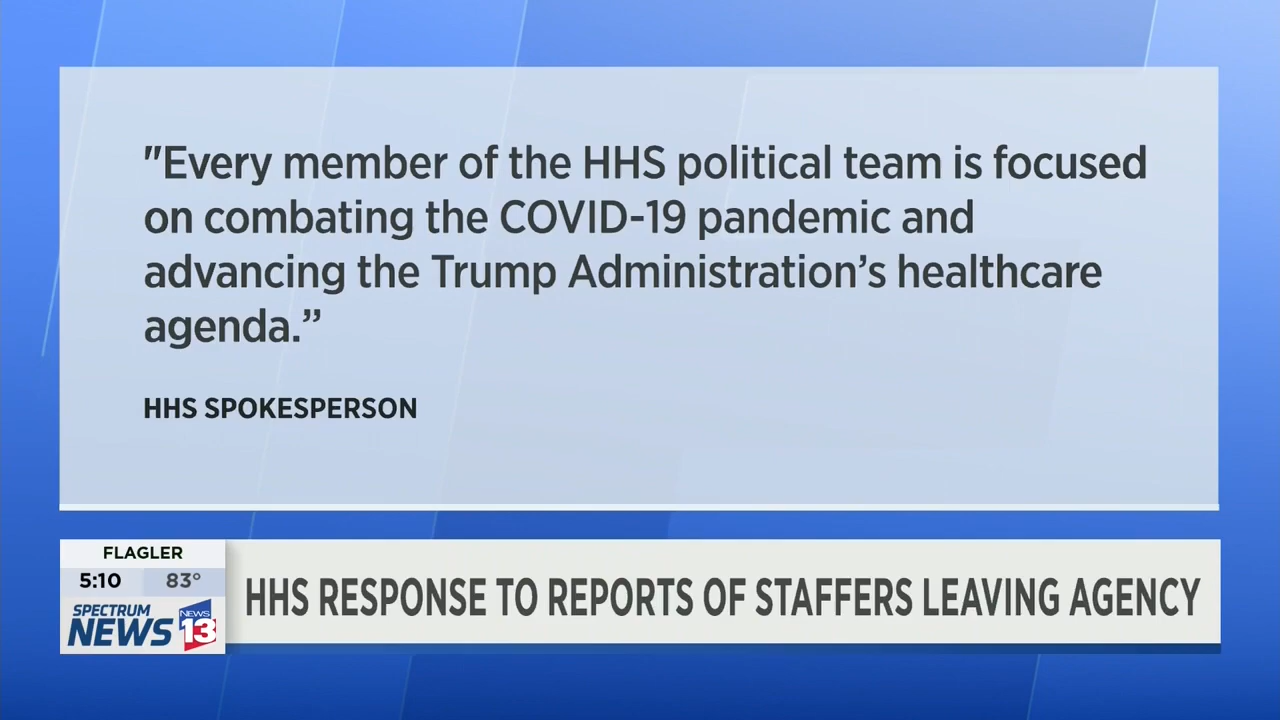 "Every member of the HHS political team is focused
on combating the COVID-19 pandemic and
advancing the Trump Administration’s healthcare
agenda.”
HHS SPOKESPERSON
FLAGLER
5:10 83°
SPECTRUM
NEWS NEWS 13
HHS RESPONSE TO REPORTS OF STAFFERS LEAVING AGENCY